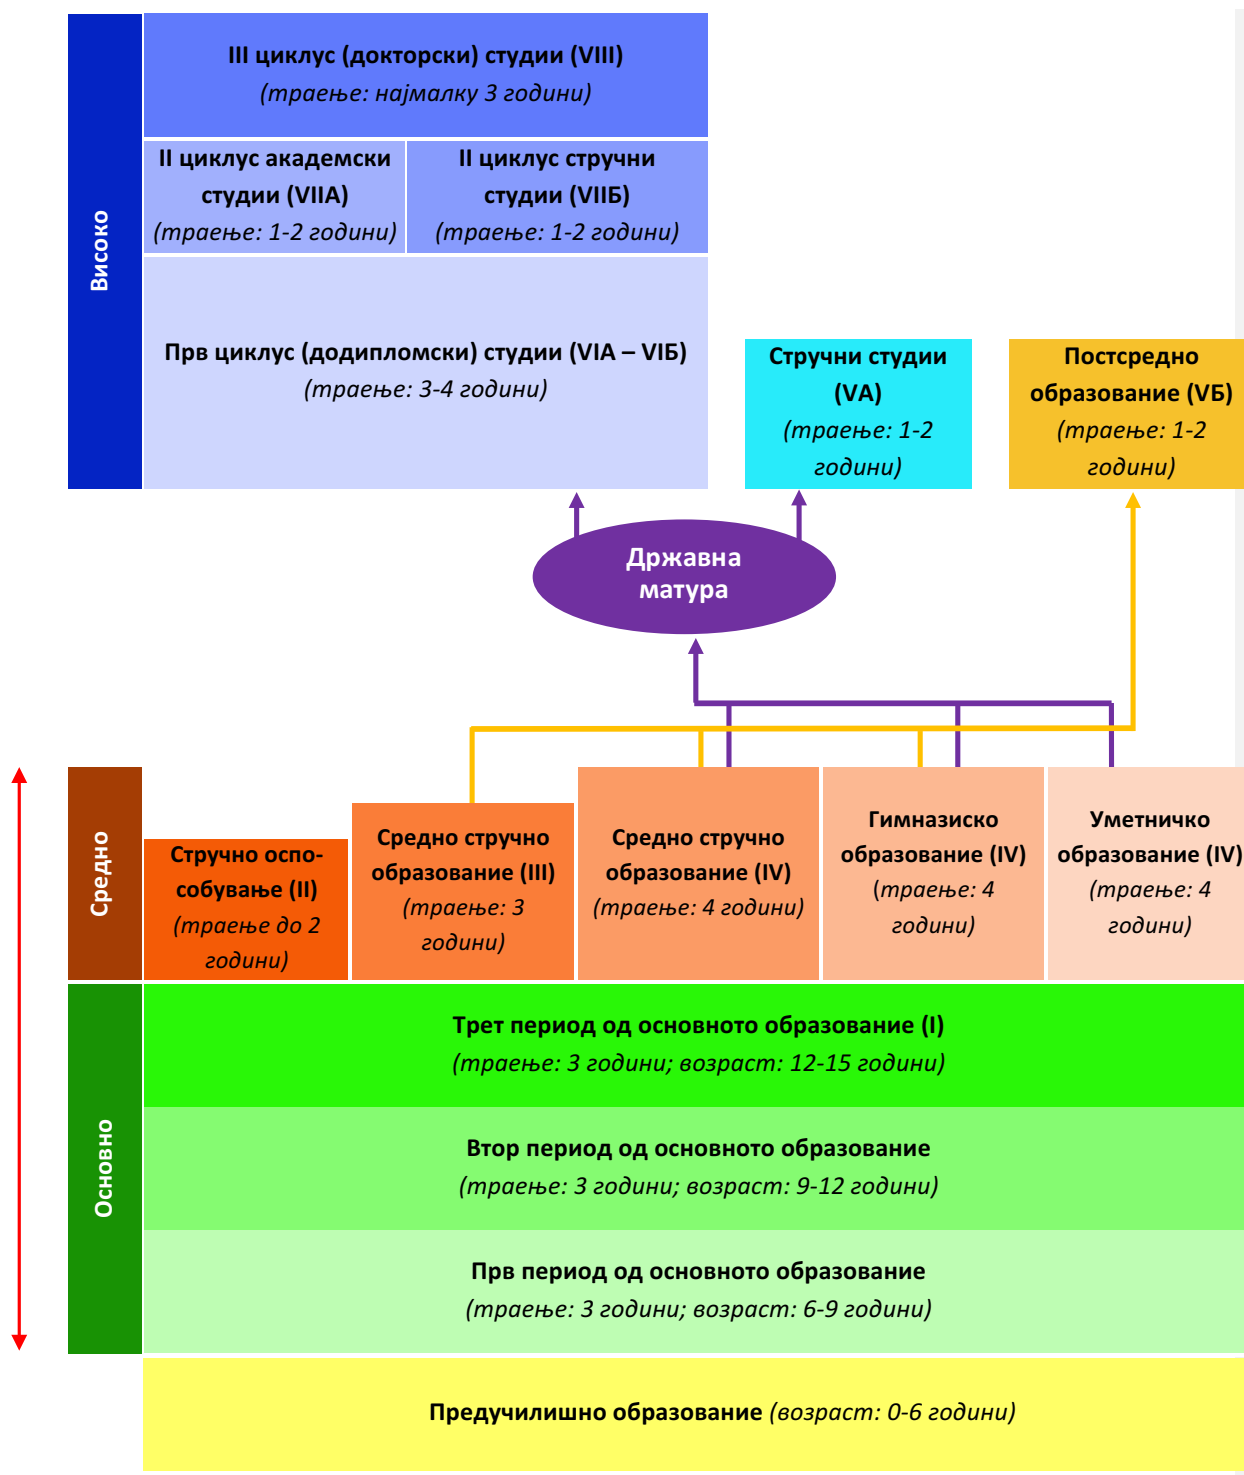 Високо
III циклус (докторски) студии (VIII)
(траење: најмалку 3 години)
II циклус академски
студии (VIIА)
(траење: 1-2 години)
II циклус стручни
студии (VIIБ)
(траење: 1-2 години)
Прв циклус (додипломски) студии (VIА – VIБ)
(траење: 3-4 години)
Стручни студии
(VА)
(траење: 1-2
години)
Постсредно
образование (VБ)
(траење: 1-2
години)
Државна
матура
Средно
Стручно оспо-
собување (II)
(траење до 2
години)
Средно стручно
образование (III)
(траење: 3
години)
Средно стручно
образование (IV)
(траење: 4 години)
Гимназиско
образование (IV)
(траење: 4
години)
Уметничко
образование (IV)
(траење: 4
години)
Основно
Трет период од основното образование (I)
(траење: 3 години; возраст: 12-15 години)
Втор период од основното образование
(траење: 3 години; возраст: 9-12 години)
Прв период од основното образование
(траење: 3 години; возраст: 6-9 години)
Предучилишно образование (возраст: 0-6 години)